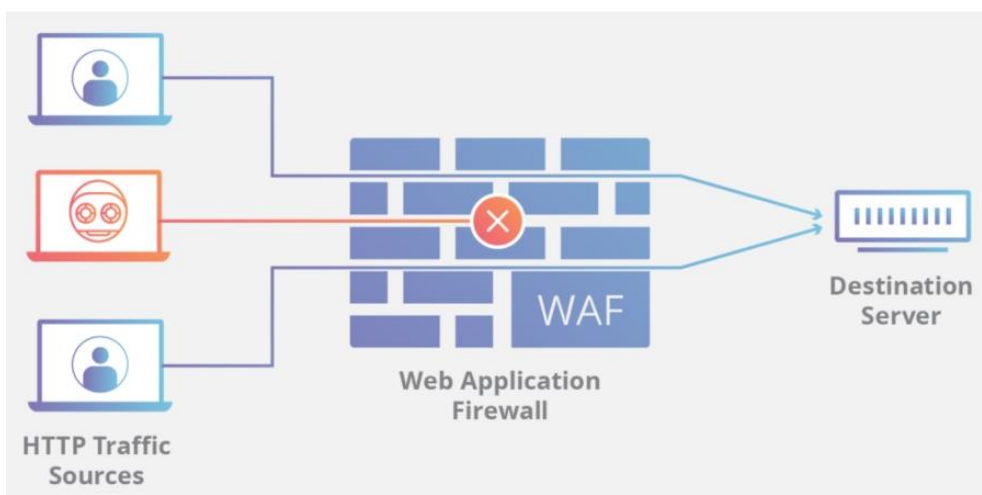 WAF
Destination
Server
Web Application
Firewall
HTTP Traffic
Sources